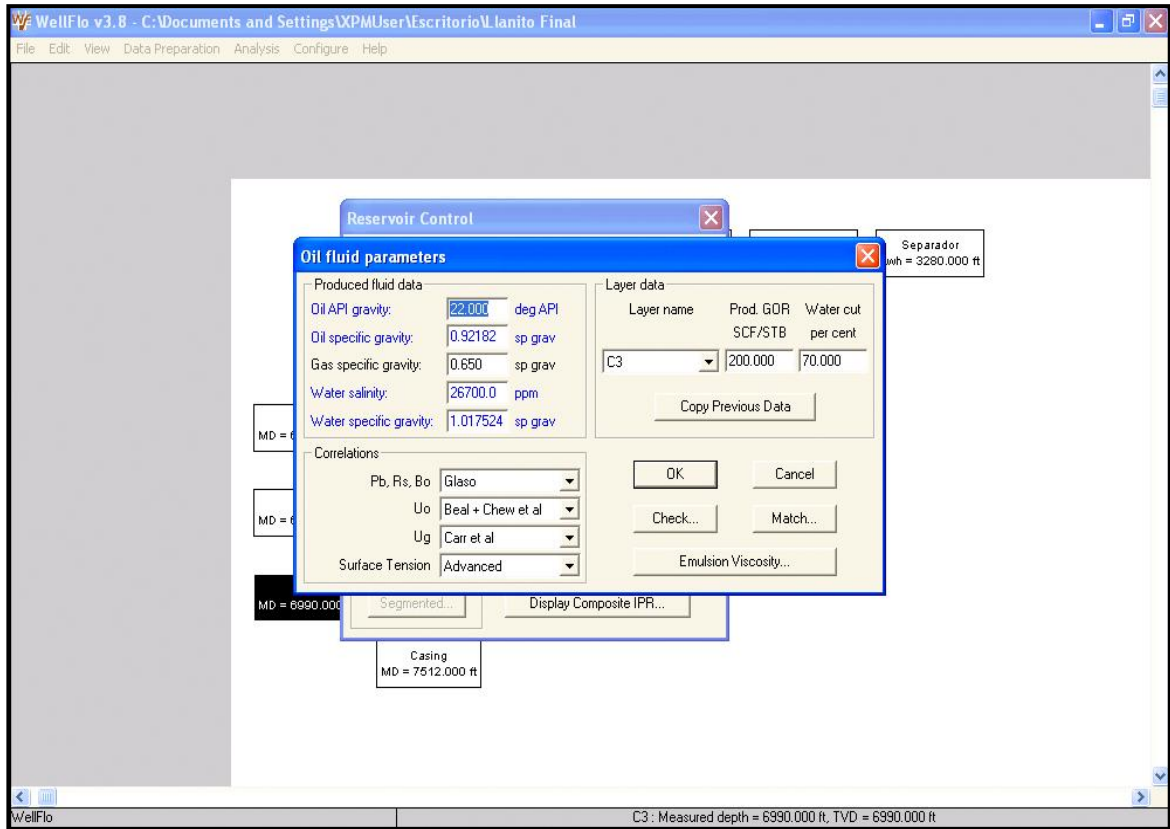 WellFlo v3.8 - C:\Documents and Settings\XPMUser\Escritorio\Llanito Final
File Edit View Data Preparation Analysis Configure Help
Reservoir Control
Separador
wh = 3280.000 ft
Oil fluid parameters
Produced fluid data
Oil API gravity: 22.000 deg API
Oil specific gravity: 0.92182 sp grav
Gas specific gravity: 0.650 sp grav
Water salinity: 26700.0 ppm
Water specific gravity: 1.017524 sp grav
Layer data
Layer name Prod. GOR Water cut
SCF/STB per cent
C3 200.000 70.000
Copy Previous Data
MD = 6
Correlations
Pb, Rs, Bo Glaso
Uo Beal + Chew et al
Ug Carr et al
Surface Tension Advanced
OK Cancel
Check... Match...
Emulsion Viscosity...
MD = 6
MD = 6990.000
Segmented... Display Composite IPR...
Casing
MD = 7512.000 ft
WellFlo C3 : Measured depth = 6990.000 ft, TVD = 6990.000 ft